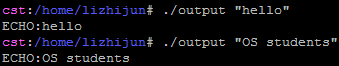 cst:/home/lizhijun# ./output "hello"
ECHO:hello
cst:/home/lizhijun# ./output "OS students"
ECHO:OS students